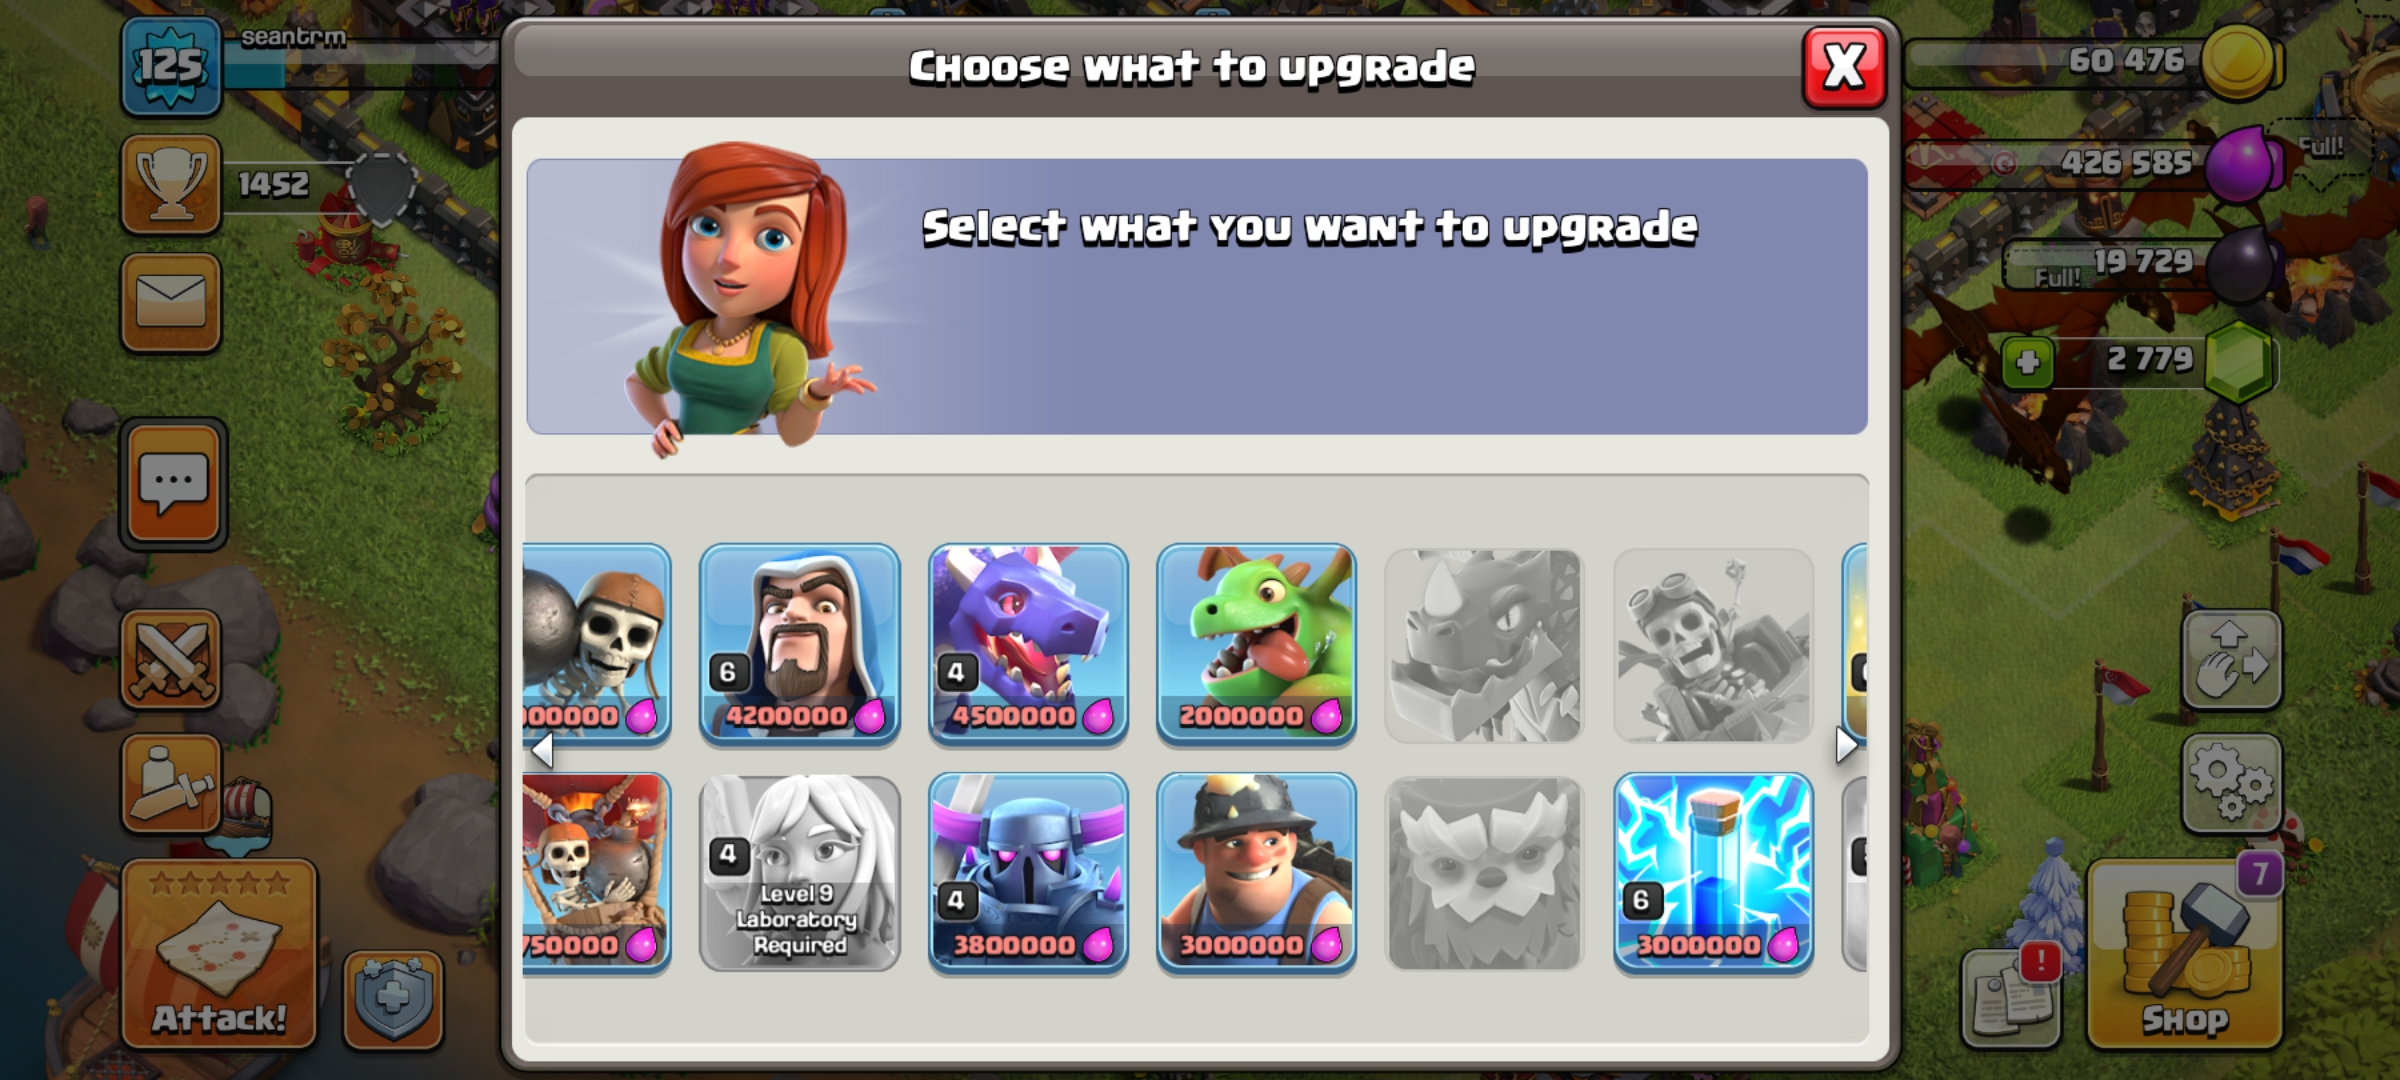 125
seantrm
Choose what to upgrade
X
60 476
1452
426 585
Full!
Select what you want to upgrade
19 729
Full!
2 779
000000
6
4200000
4
4500000
2000000
750000
4
Level 9
Laboratory
Required
4
3800000
3000000
6
3000000
Attack!
!
7
Shop